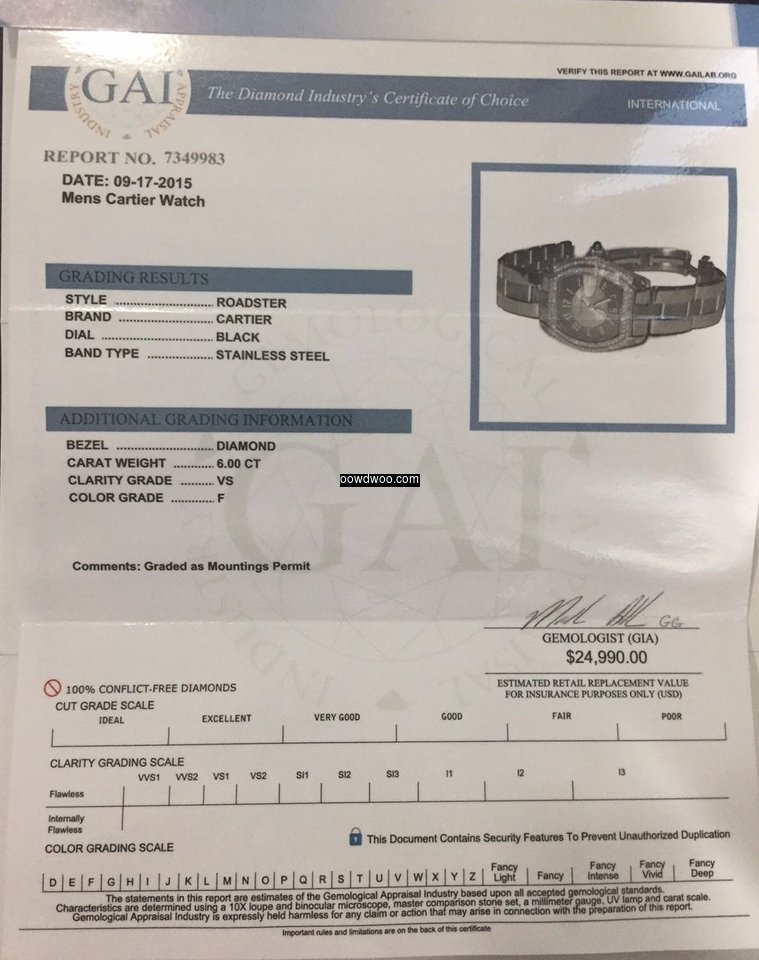 VERIFY THIS REPORT AT WWW.GAILAB.ORG
GAI
INDUSTRY APPRAISAL
The Diamond Industry's Certificate of Choice
INTERNATIONAL
REPORT NO. 7349983
DATE: 09-17-2015
Mens Cartier Watch
GRADING RESULTS
STYLE ........................ ROADSTER
BRAND ........................ CARTIER
DIAL ............................ BLACK
BAND TYPE ................ STAINLESS STEEL
ADDITIONAL GRADING INFORMATION
BEZEL ........................ DIAMOND
CARAT WEIGHT .......... 6.00 CT
CLARITY GRADE ......... VS
COLOR GRADE ........... F
oowdwoo.com
GEMOLOGICAL
GAI
Comments: Graded as Mountings Permit
GG
GEMOLOGIST (GIA)
$24,990.00
ESTIMATED RETAIL REPLACEMENT VALUE
FOR INSURANCE PURPOSES ONLY (USD)
100% CONFLICT-FREE DIAMONDS
CUT GRADE SCALE
IDEAL EXCELLENT VERY GOOD GOOD FAIR POOR
CLARITY GRADING SCALE
VVS1 VVS2 VS1 VS2 SI1 SI2 SI3 I1 I2 I3
Flawless
Internally
Flawless
This Document Contains Security Features To Prevent Unauthorized Duplication
COLOR GRADING SCALE
D E F G H I J K L M N O P Q R S T U V W X Y Z Fancy Light Fancy Fancy Intense Fancy Vivid Fancy Deep
The statements in this report are estimates of the Gemological Appraisal Industry based upon all accepted gemological standards.
Characteristics are determined using a 10X loupe and binocular microscope, master comparison stone set, a millimeter gauge, UV lamp and carat scale.
Gemological Appraisal Industry is expressly held harmless for any claim or action that may arise in connection with the preparation of this report.
Important rules and limitations are on the back of this certificate